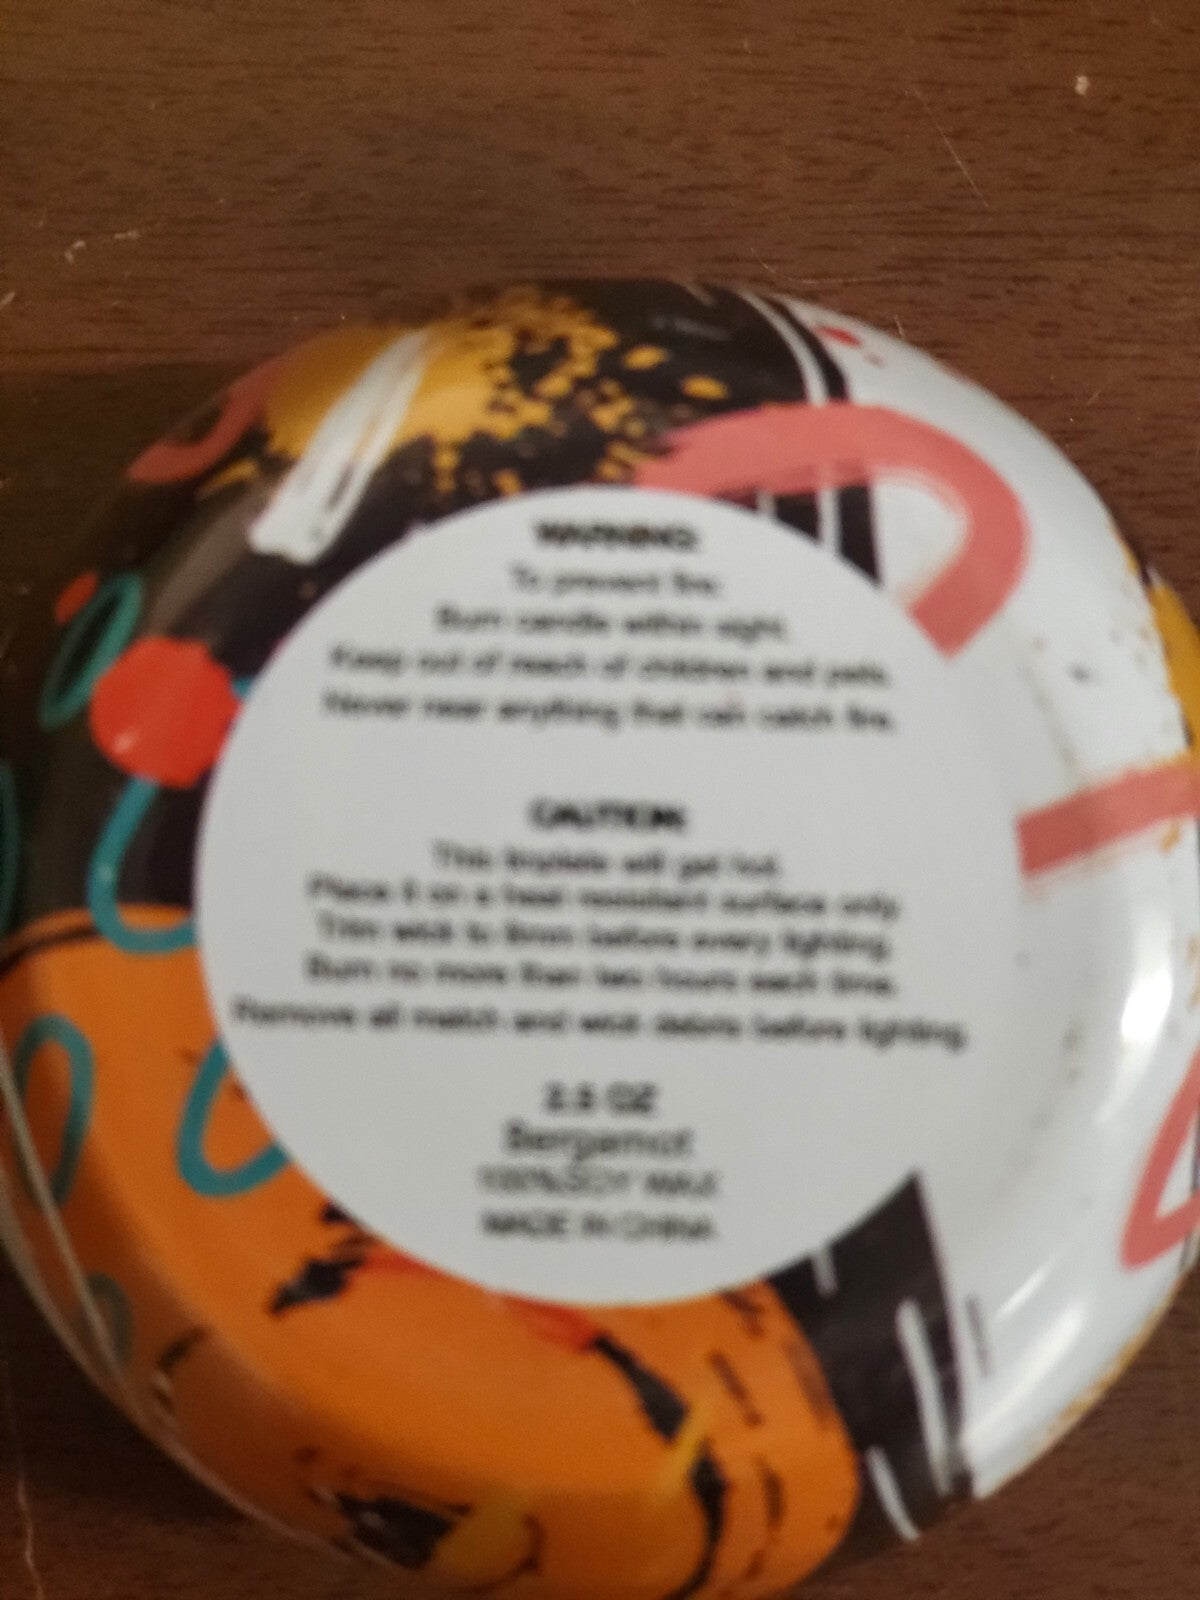 WARNING:
To prevent fire:
Burn candle within sight.
Keep out of reach of children and pets.
Never near anything that can catch fire.
CAUTION:
This tinplate will get hot.
Place it on a heat resistant surface only
Trim wick to 6mm before every lighting.
Burn no more than two hours each time.
Remove all match and wick debris before lighting.
OZ
Bergamot
100%SOY WAX
MADE IN CHINA